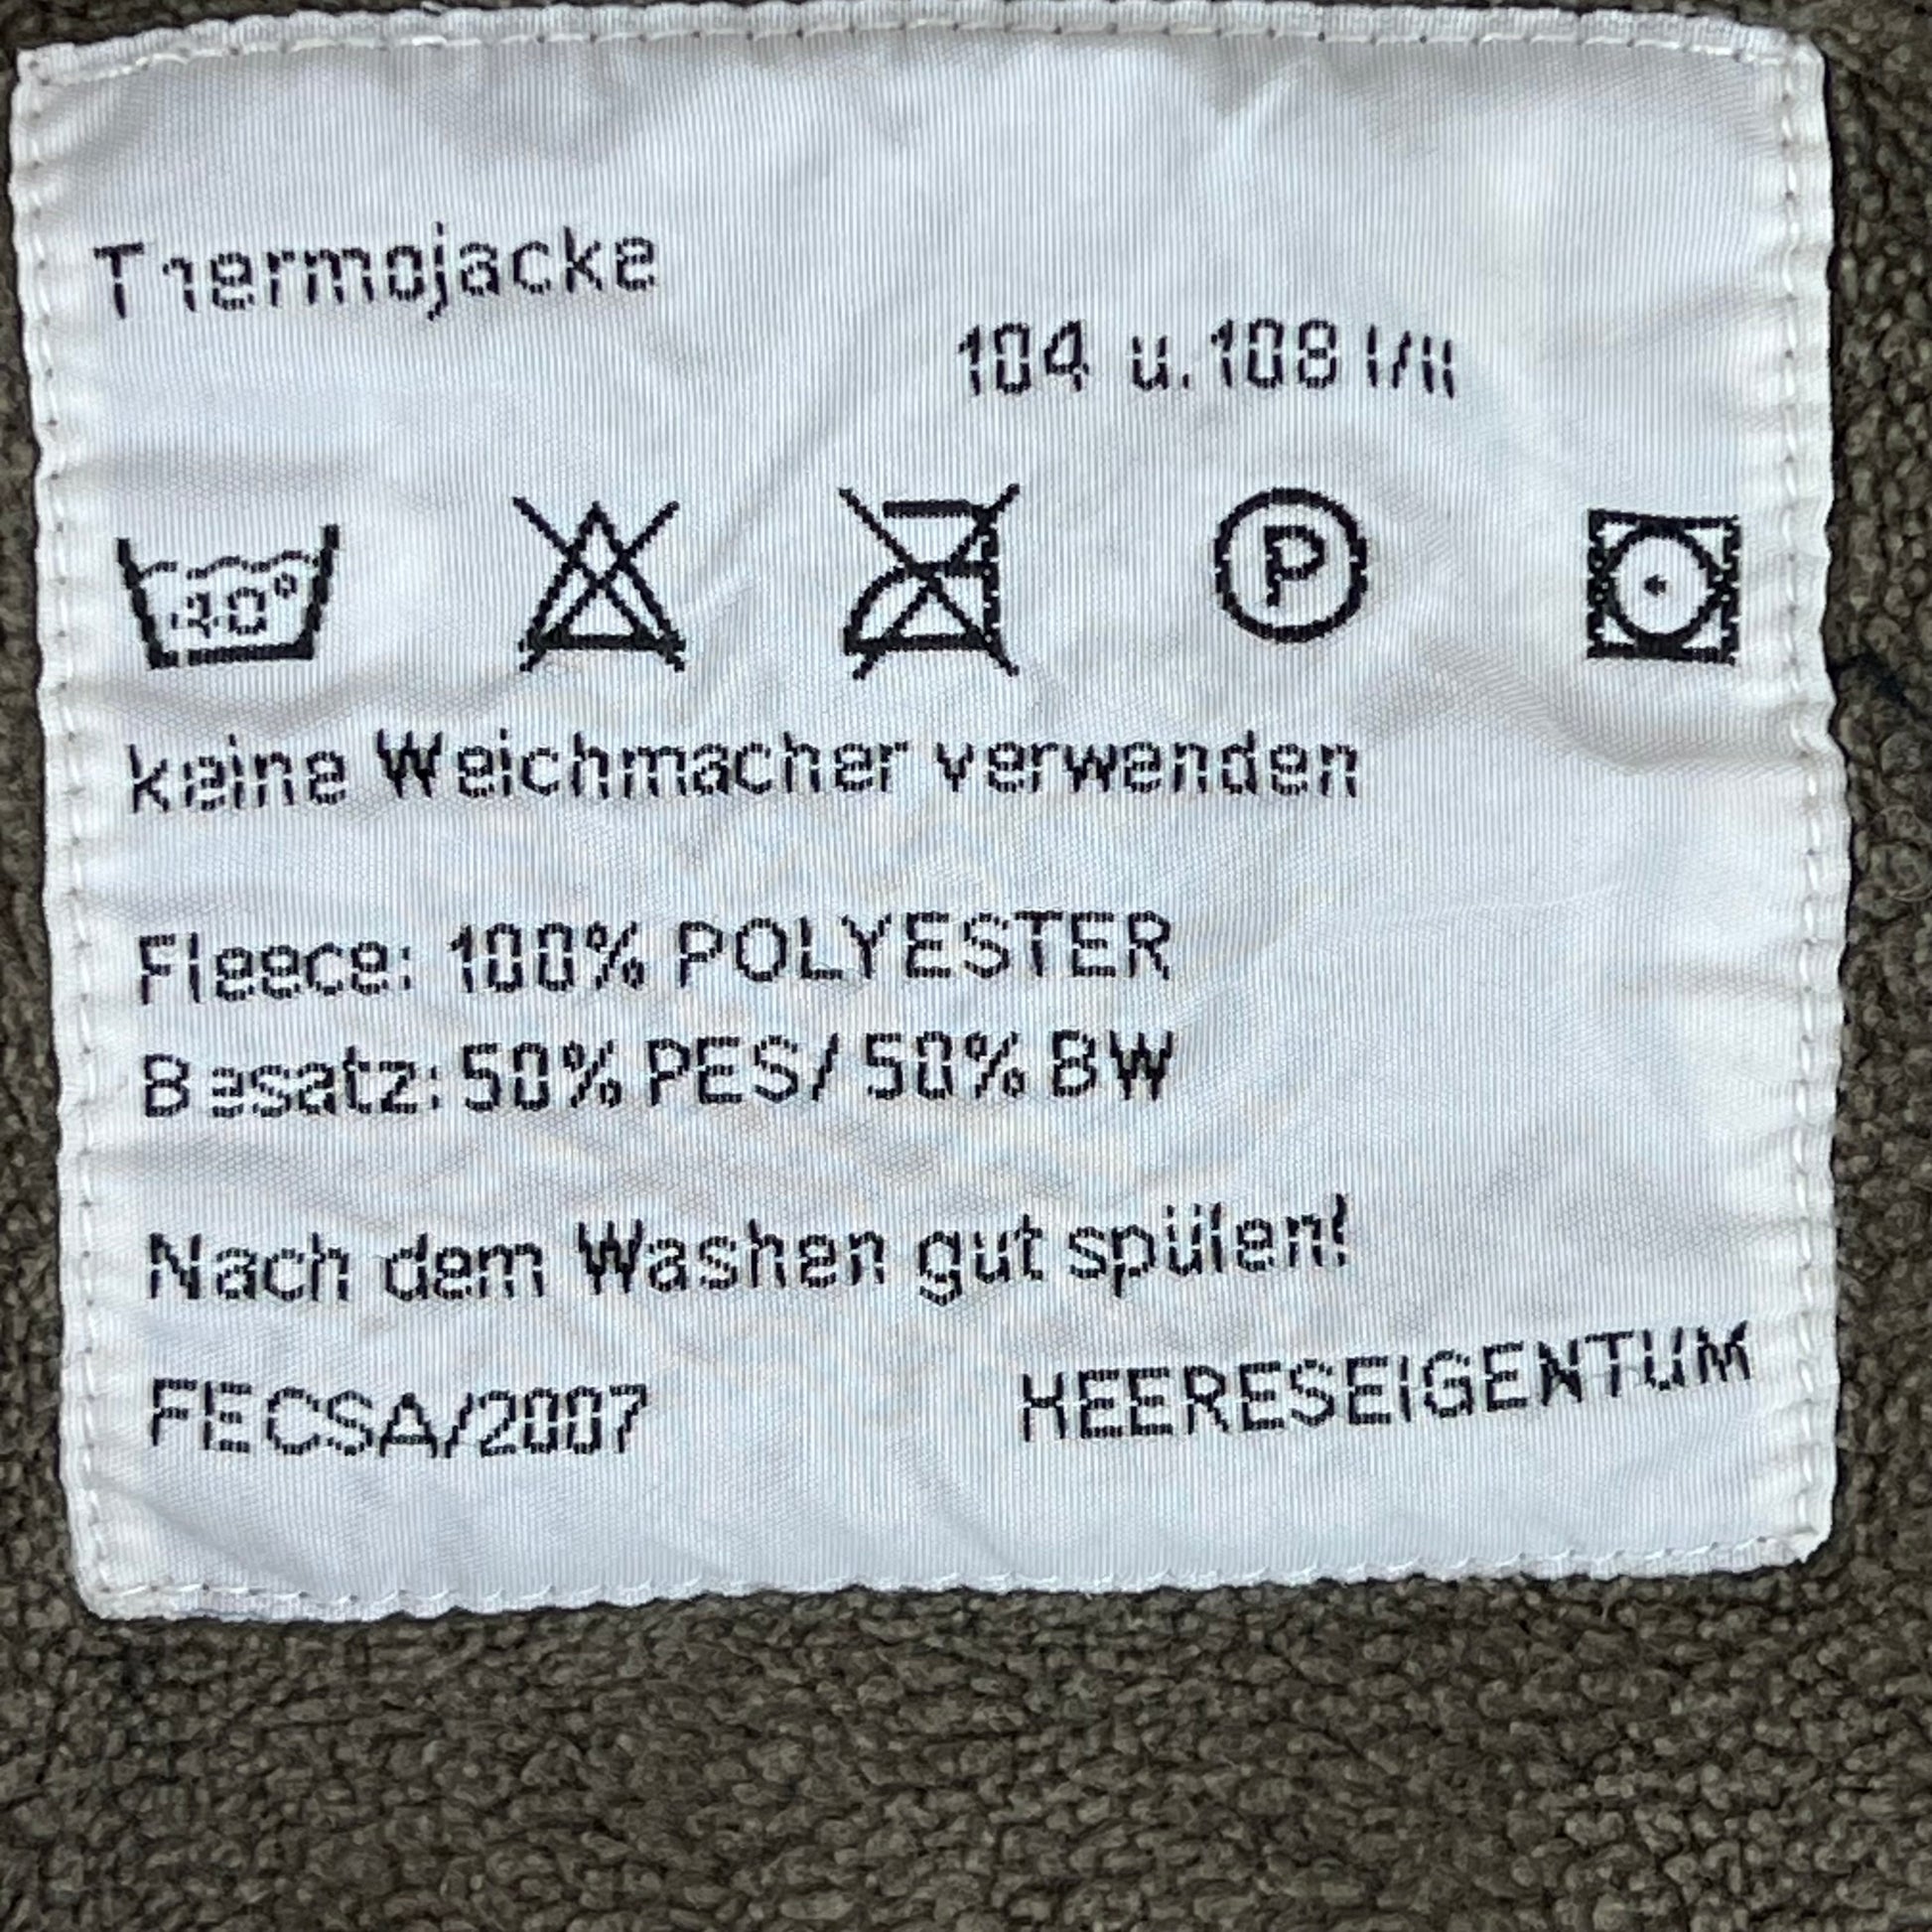 Thermojacke
104 u. 108 I/II
40°
P
keine Weichmacher verwenden
Fleece: 100% POLYESTER
Besatz: 50% PES/ 50% BW
Nach dem Washen gut spülen!
FECSA/2007 HEERESEIGENTUM